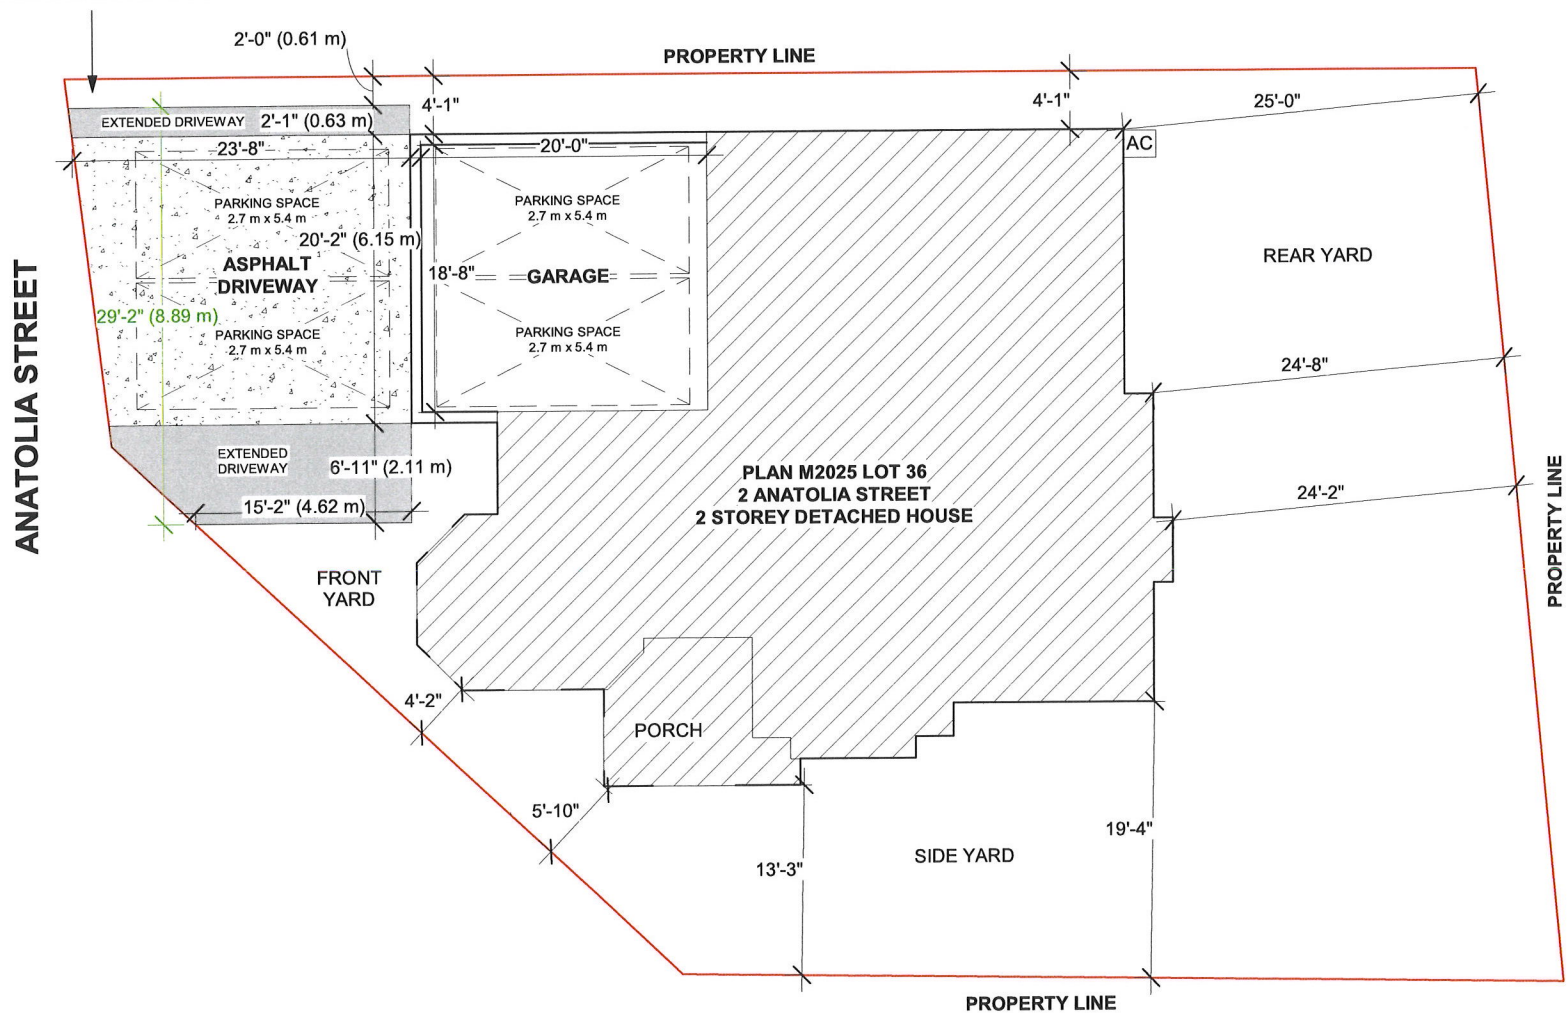 2'-0" (0.61 m)
PROPERTY LINE
4'-1"
4'-1"
25'-0"
EXTENDED DRIVEWAY
2'-1" (0.63 m)
23'-8"
20'-0"
AC
PARKING SPACE
2.7 m x 5.4 m
PARKING SPACE
2.7 m x 5.4 m
20'-2" (6.15 m)
REAR YARD
ASPHALT
DRIVEWAY
18'-8"
GARAGE
29'-2" (8.89 m)
PARKING SPACE
2.7 m x 5.4 m
PARKING SPACE
2.7 m x 5.4 m
ANATOLIA STREET
24'-8"
EXTENDED
DRIVEWAY
6'-11" (2.11 m)
15'-2" (4.62 m)
PLAN M2025 LOT 36
2 ANATOLIA STREET
2 STOREY DETACHED HOUSE
24'-2"
PROPERTY LINE
FRONT
YARD
4'-2"
PORCH
5'-10"
13'-3"
SIDE YARD
19'-4"
PROPERTY LINE